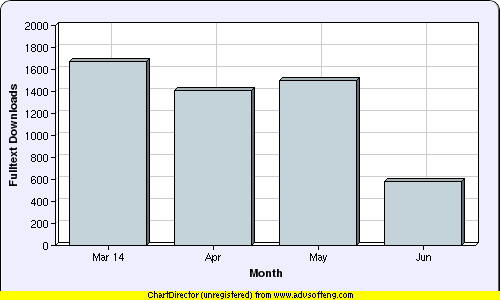 2000
1800
1600
1400
1200
1000
800
600
400
200
0
Fulltext Downloads
Mar 14 Apr May Jun
Month
ChartDirector (unregistered) from www.advsofteng.com